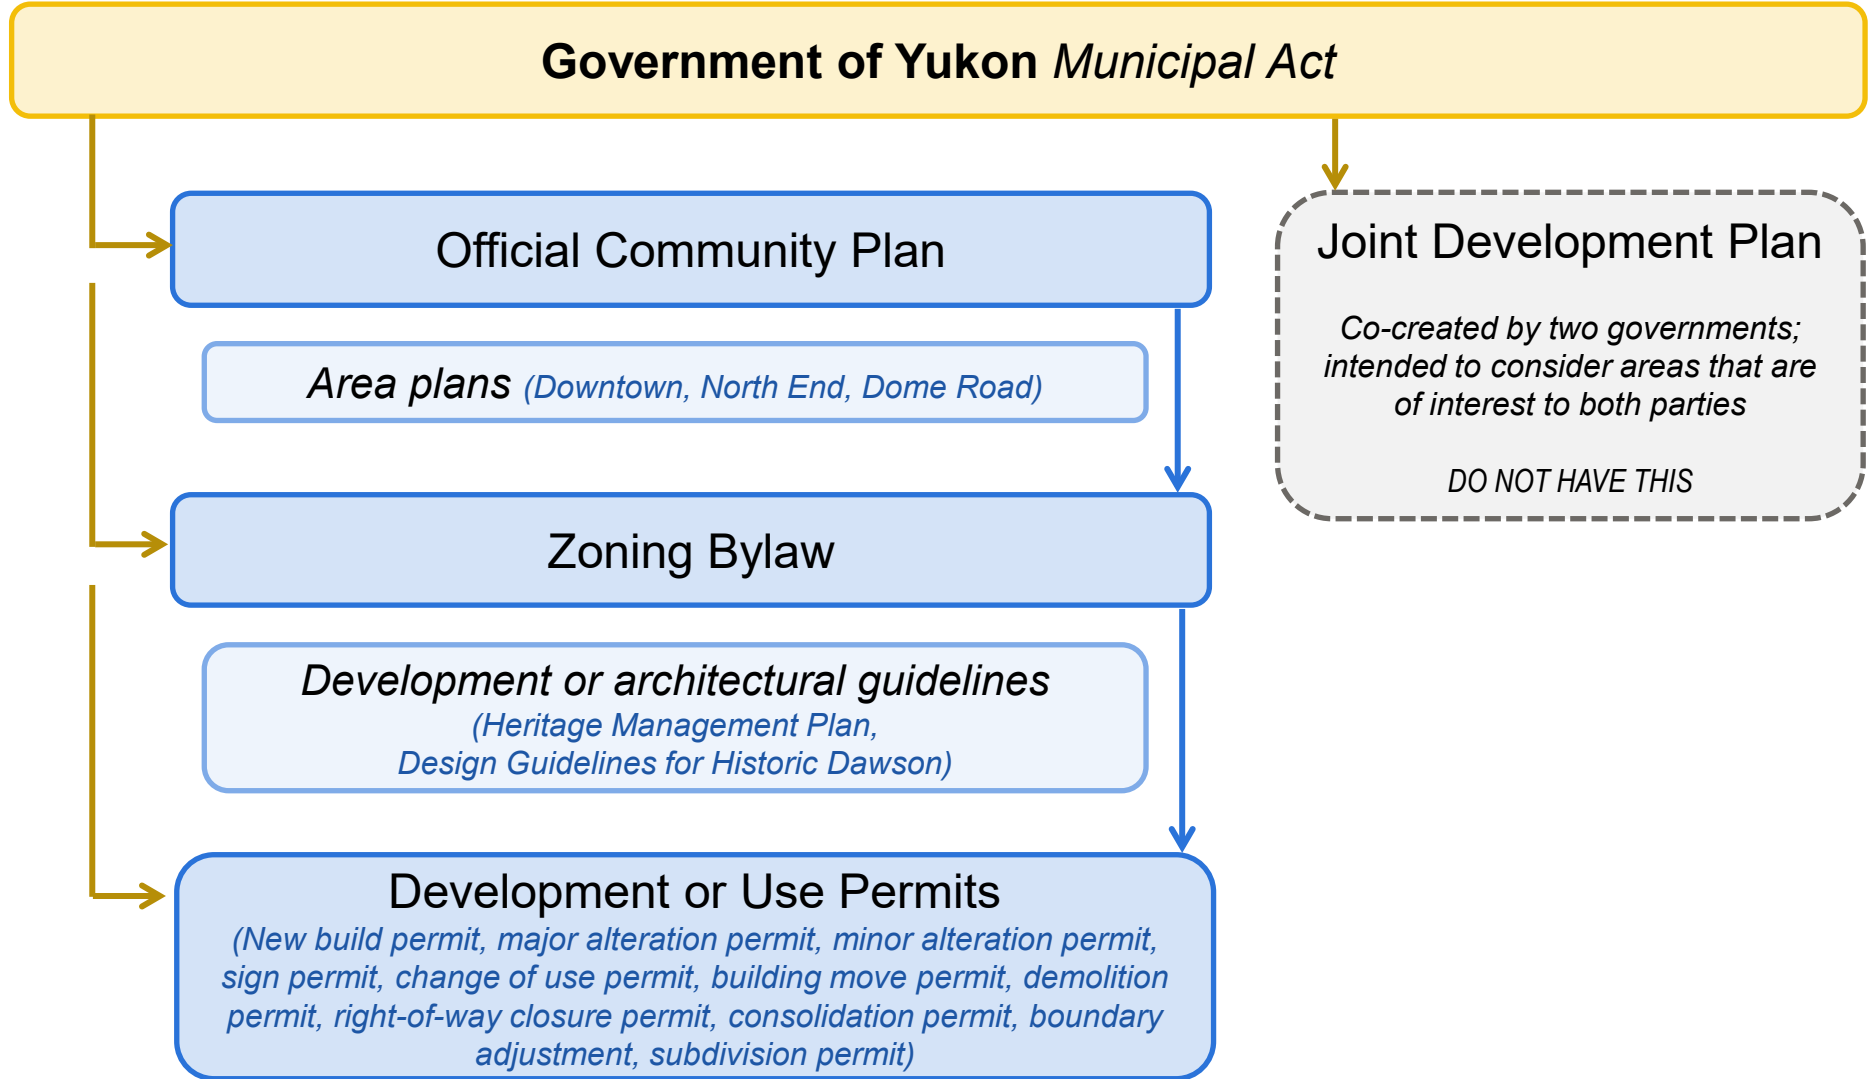 Government of Yukon Municipal Act
Official Community Plan
Area plans (Downtown, North End, Dome Road)
Zoning Bylaw
Development or architectural guidelines
(Heritage Management Plan,
Design Guidelines for Historic Dawson)
Development or Use Permits
(New build permit, major alteration permit, minor alteration permit,
sign permit, change of use permit, building move permit, demolition
permit, right-of-way closure permit, consolidation permit, boundary
adjustment, subdivision permit)
Joint Development Plan
Co-created by two governments;
intended to consider areas that are
of interest to both parties
DO NOT HAVE THIS